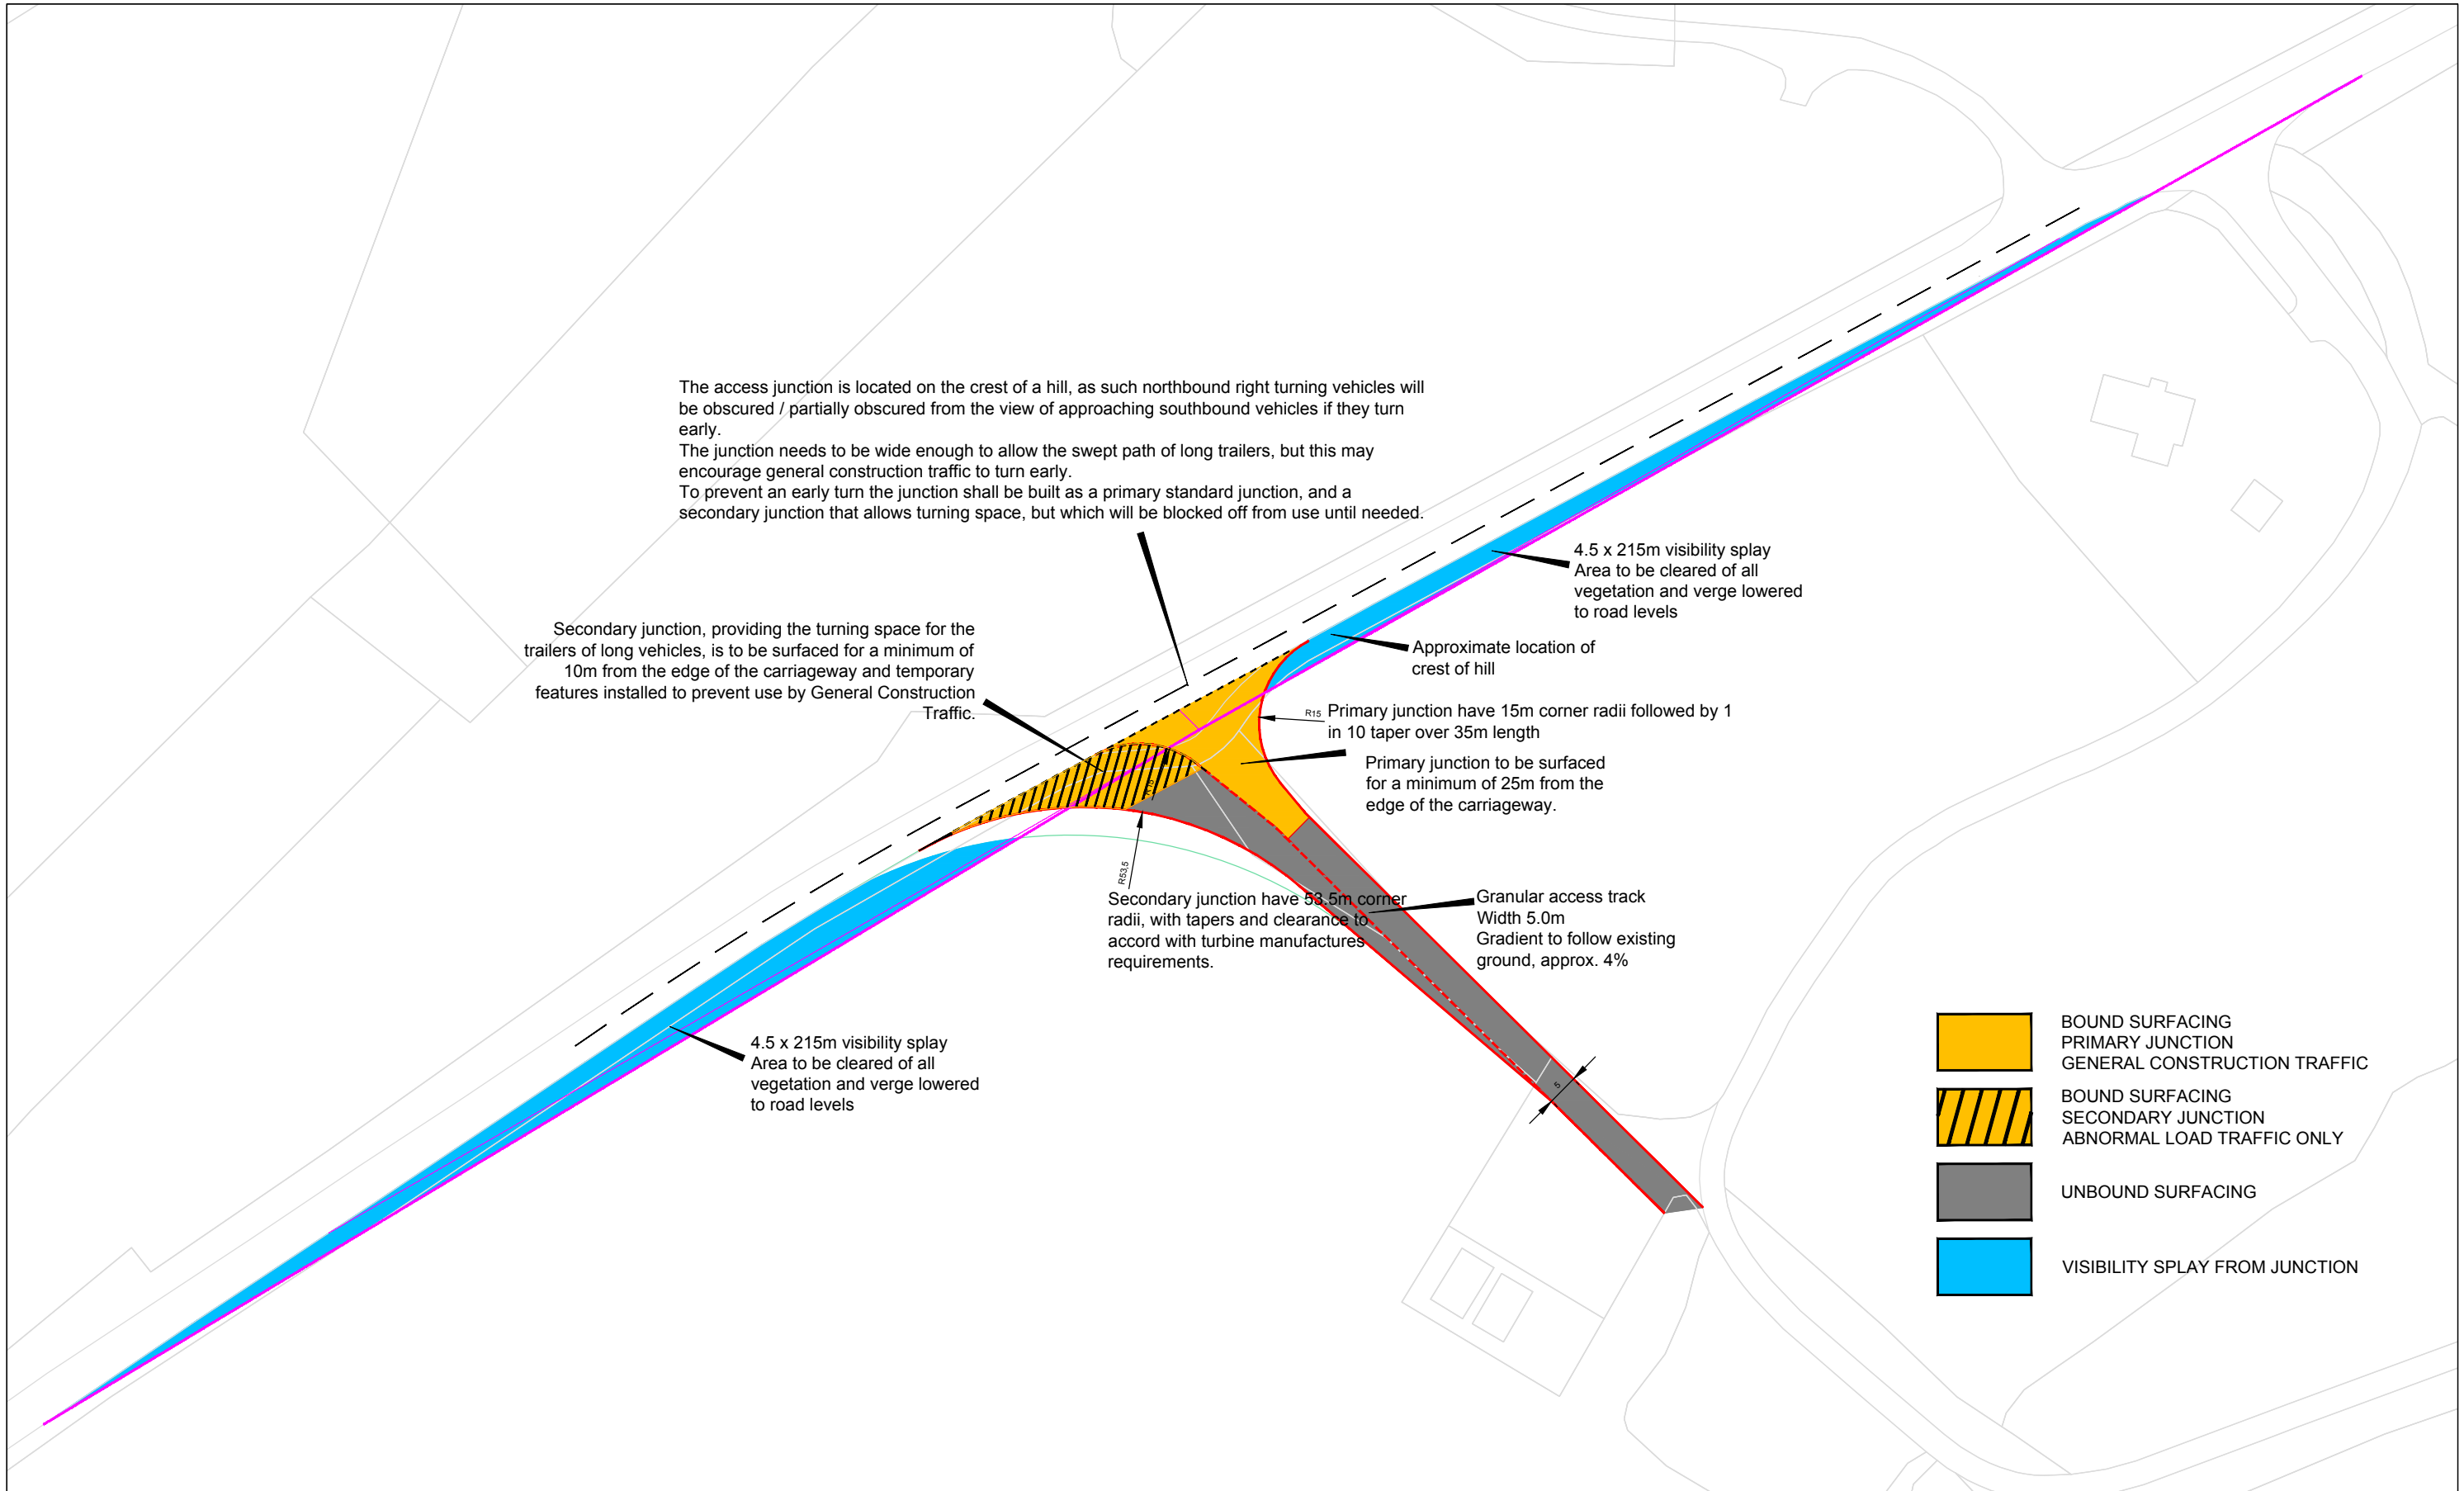 The access junction is located on the crest of a hill, as such northbound right turning vehicles will
be obscured / partially obscured from the view of approaching southbound vehicles if they turn
early.
The junction needs to be wide enough to allow the swept path of long trailers, but this may
encourage general construction traffic to turn early.
To prevent an early turn the junction shall be built as a primary standard junction, and a
secondary junction that allows turning space, but which will be blocked off from use until needed.
4.5 x 215m visibility splay
Area to be cleared of all
vegetation and verge lowered
to road levels
Secondary junction, providing the turning space for the
trailers of long vehicles, is to be surfaced for a minimum of
10m from the edge of the carriageway and temporary
features installed to prevent use by General Construction
Traffic.
Approximate location of
crest of hill
R15
Primary junction have 15m corner radii followed by 1
in 10 taper over 35m length
Primary junction to be surfaced
for a minimum of 25m from the
edge of the carriageway.
R53.5
Secondary junction have 53.5m corner
radii, with tapers and clearance to
accord with turbine manufactures
requirements.
Granular access track
Width 5.0m
Gradient to follow existing
ground, approx. 4%
4.5 x 215m visibility splay
Area to be cleared of all
vegetation and verge lowered
to road levels
5
BOUND SURFACING
PRIMARY JUNCTION
GENERAL CONSTRUCTION TRAFFIC
BOUND SURFACING
SECONDARY JUNCTION
ABNORMAL LOAD TRAFFIC ONLY
UNBOUND SURFACING
VISIBILITY SPLAY FROM JUNCTION